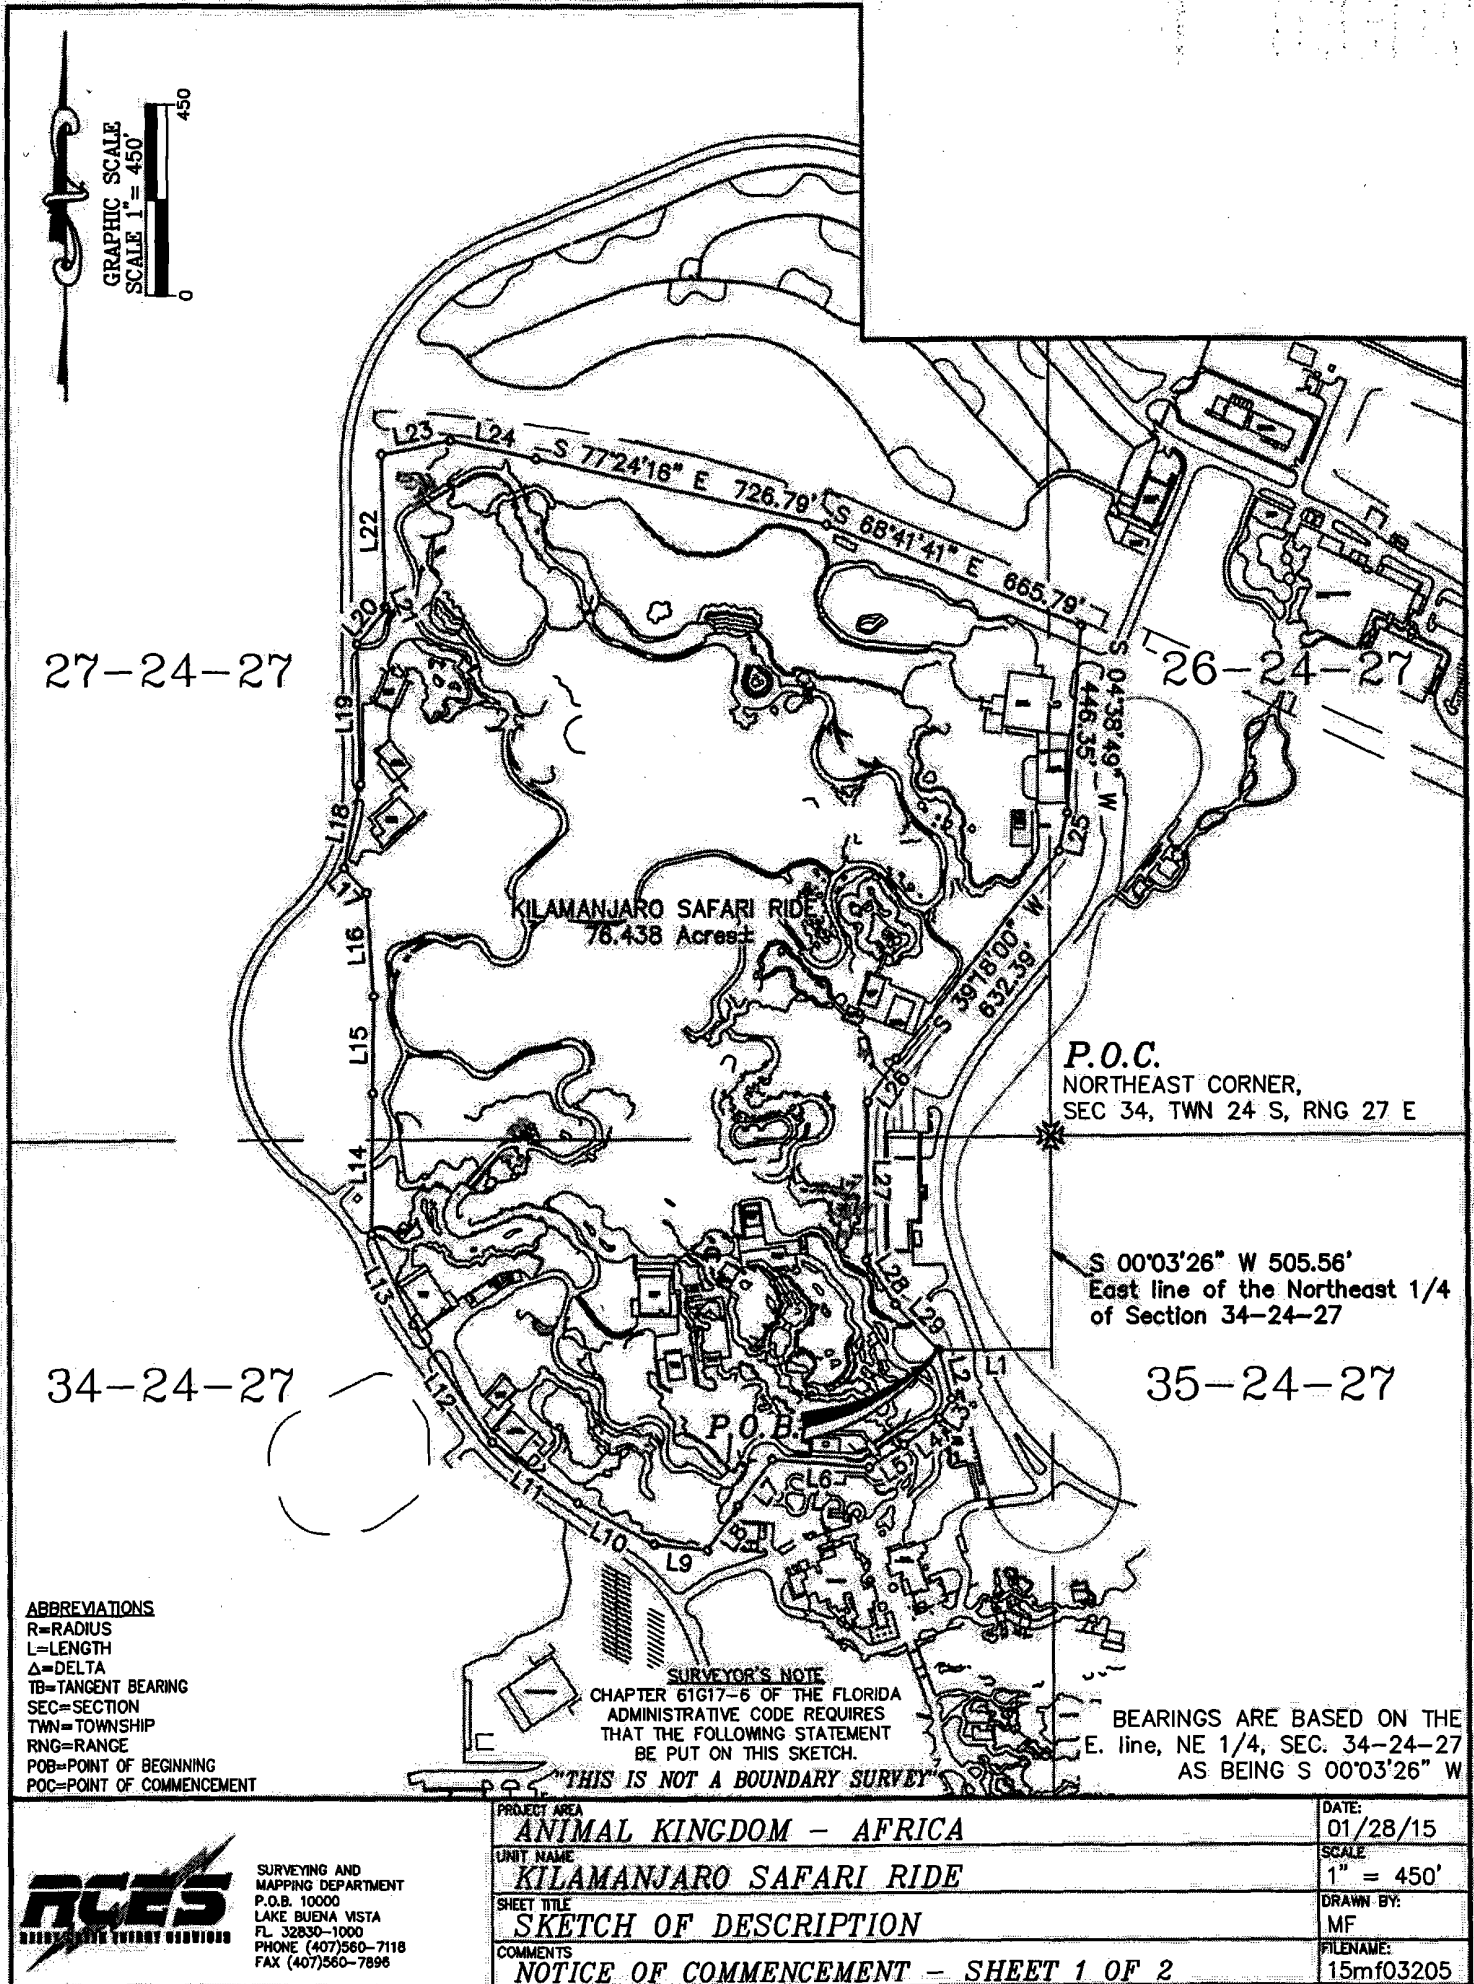 GRAPHIC SCALE
SCALE 1" = 450'
0
450
L23
L24
S 77°24'16" E 726.79'
S 68°41'41" E 665.79'
L22
L20
L21
27-24-27
26-24-27
S 04°38'49" W
446.35'
L19
L18
L25
L17
KILAMANJARO SAFARI RIDE
76.438 Acres±
L16
S 39°18'00" W
632.39'
L15
P.O.C.
NORTHEAST CORNER,
SEC 34, TWN 24 S, RNG 27 E
L26
L14
L27
S 00°03'26" W 505.56'
East line of the Northeast 1/4
of Section 34-24-27
L13
L28
L29
34-24-27
35-24-27
L1
L2
L3
L12
P.O.B.
L4
L5
L6
L7
L11
L8
L10
L9
ABBREVIATIONS
R=RADIUS
L=LENGTH
Δ=DELTA
TB=TANGENT BEARING
SEC=SECTION
TWN=TOWNSHIP
RNG=RANGE
POB=POINT OF BEGINNING
POC=POINT OF COMMENCEMENT
SURVEYOR'S NOTE
CHAPTER 61G17-6 OF THE FLORIDA
ADMINISTRATIVE CODE REQUIRES
THAT THE FOLLOWING STATEMENT
BE PUT ON THIS SKETCH.
"THIS IS NOT A BOUNDARY SURVEY"
BEARINGS ARE BASED ON THE
E. line, NE 1/4, SEC. 34-24-27
AS BEING S 00°03'26" W
RCES
SURVEYING AND
MAPPING DEPARTMENT
P.O.B. 10000
LAKE BUENA VISTA
FL 32830-1000
PHONE (407)560-7118
FAX (407)560-7896
PROJECT AREA
ANIMAL KINGDOM - AFRICA
UNIT NAME
KILAMANJARO SAFARI RIDE
SHEET TITLE
SKETCH OF DESCRIPTION
COMMENTS
NOTICE OF COMMENCEMENT - SHEET 1 OF 2
DATE:
01/28/15
SCALE
1" = 450'
DRAWN BY:
MF
FILENAME:
15mf03205